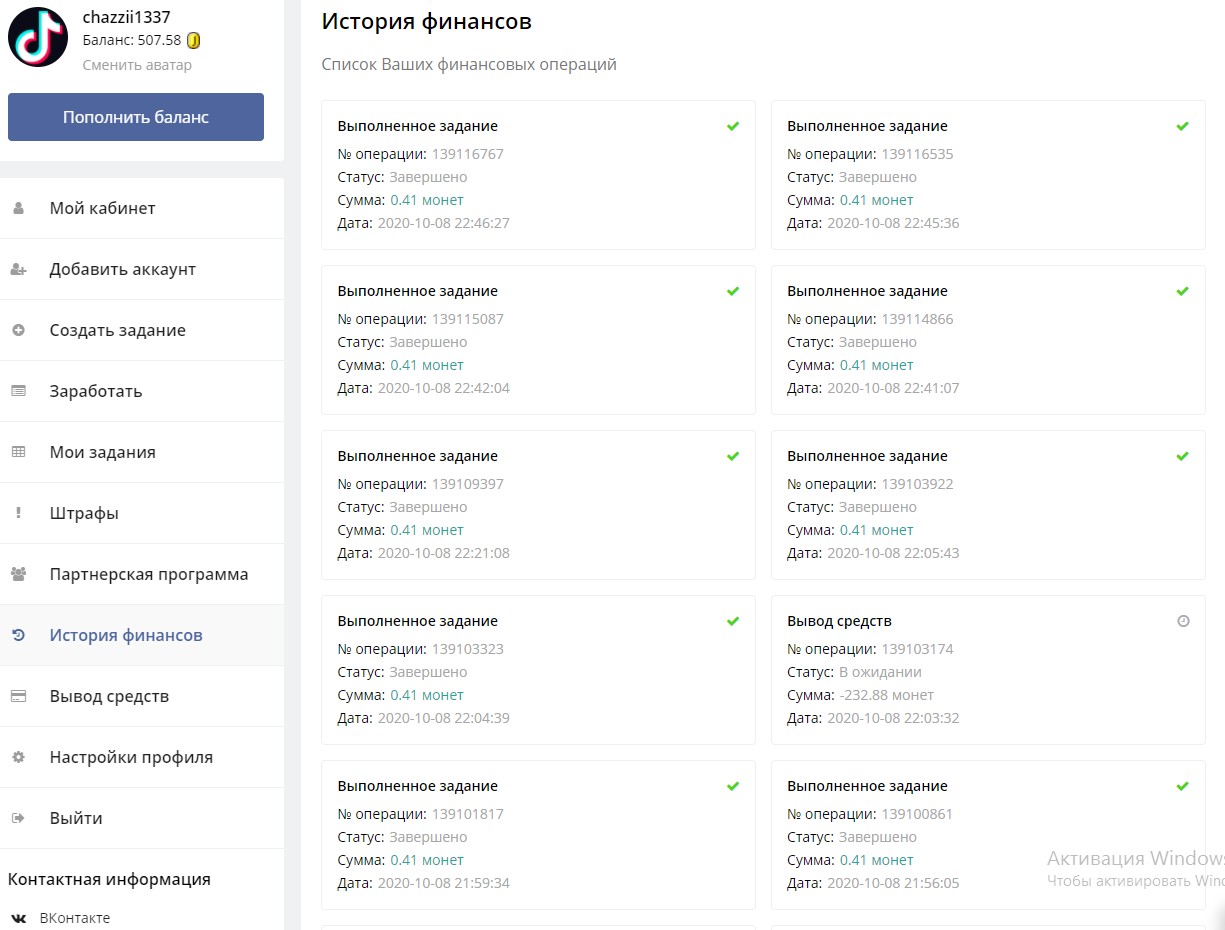 chazzii1337
Баланс: 507.58
Сменить аватар
Пополнить баланс
Мой кабинет
Добавить аккаунт
Создать задание
Заработать
Мои задания
Штрафы
Партнерская программа
История финансов
Вывод средств
Настройки профиля
Выйти
Контактная информация
ВКонтакте
История финансов
Список Ваших финансовых операций
Выполненное задание
№ операции: 139116767
Статус: Завершено
Сумма: 0.41 монет
Дата: 2020-10-08 22:46:27
Выполненное задание
№ операции: 139116535
Статус: Завершено
Сумма: 0.41 монет
Дата: 2020-10-08 22:45:36
Выполненное задание
№ операции: 139115087
Статус: Завершено
Сумма: 0.41 монет
Дата: 2020-10-08 22:42:04
Выполненное задание
№ операции: 139114866
Статус: Завершено
Сумма: 0.41 монет
Дата: 2020-10-08 22:41:07
Выполненное задание
№ операции: 139109397
Статус: Завершено
Сумма: 0.41 монет
Дата: 2020-10-08 22:21:08
Выполненное задание
№ операции: 139103922
Статус: Завершено
Сумма: 0.41 монет
Дата: 2020-10-08 22:05:43
Выполненное задание
№ операции: 139103323
Статус: Завершено
Сумма: 0.41 монет
Дата: 2020-10-08 22:04:39
Вывод средств
№ операции: 139103174
Статус: В ожидании
Сумма: -232.88 монет
Дата: 2020-10-08 22:03:32
Выполненное задание
№ операции: 139101817
Статус: Завершено
Сумма: 0.41 монет
Дата: 2020-10-08 21:59:34
Выполненное задание
№ операции: 139100861
Статус: Завершено
Сумма: 0.41 монет
Дата: 2020-10-08 21:56:05
Активация Windows
Чтобы активировать Wind